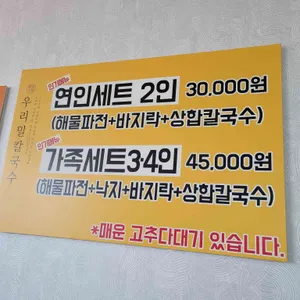 우리밀칼국수
인기메뉴
연인세트 2인 30,000원
(해물파전+바지락+상합칼국수)
인기메뉴
가족세트3·4인 45,000원
(해물파전+낙지+바지락+상합칼국수)
*매운 고추다대기 있습니다.